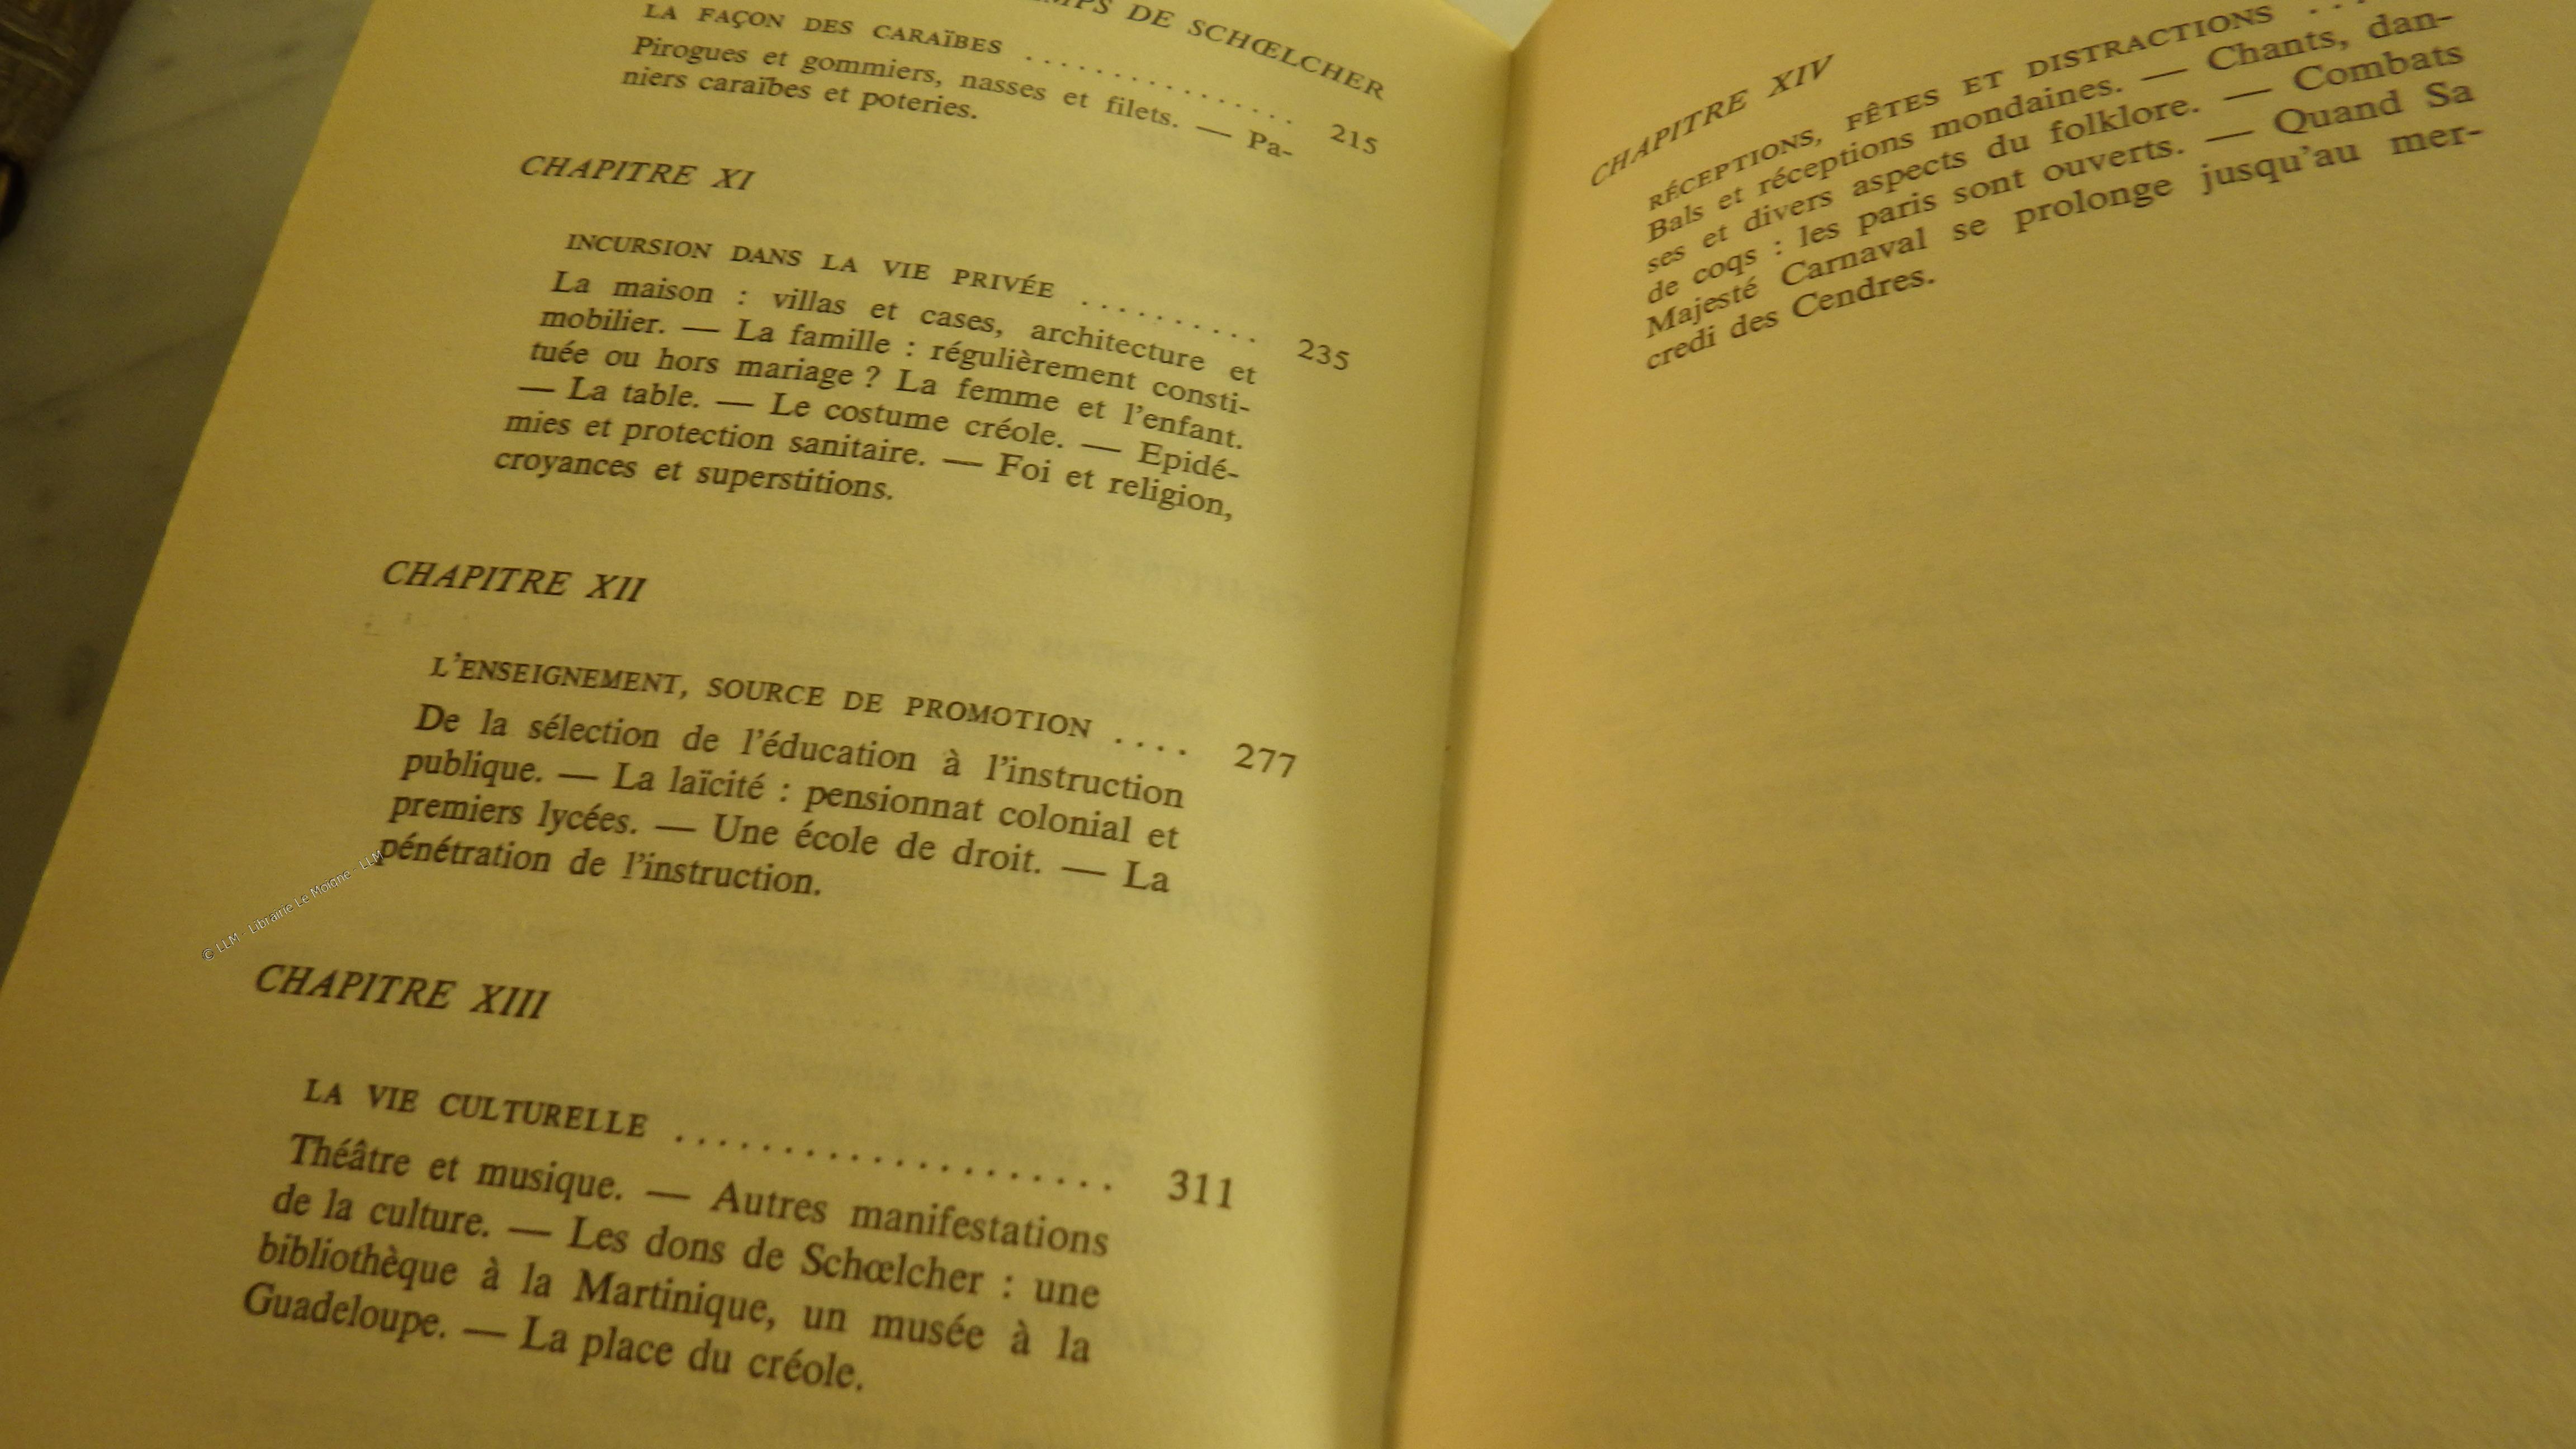 DE SCHŒLCHER
LA FAÇON DES CARAÏBES .................. 215
Pirogues et gommiers, nasses et filets. — Pa-
niers caraïbes et poteries.
CHAPITRE XI
INCURSION DANS LA VIE PRIVÉE .......... 235
La maison : villas et cases, architecture et
mobilier. — La famille : régulièrement consti-
tuée ou hors mariage ? La femme et l'enfant.
— La table. — Le costume créole. — Epidé-
mies et protection sanitaire. — Foi et religion,
croyances et superstitions.
CHAPITRE XII
L'ENSEIGNEMENT, SOURCE DE PROMOTION .... 277
De la sélection de l'éducation à l'instruction
publique. — La laïcité : pensionnat colonial et
premiers lycées. — Une école de droit. — La
pénétration de l'instruction.
CHAPITRE XIII
LA VIE CULTURELLE ..................... 311
Théâtre et musique. — Autres manifestations
de la culture. — Les dons de Schœlcher : une
bibliothèque à la Martinique, un musée à la
Guadeloupe. — La place du créole.
CHAPITRE XIV
RÉCEPTIONS, FÊTES ET DISTRACTIONS ....
Bals et réceptions mondaines. — Chants, dan-
ses et divers aspects du folklore. — Combats
de coqs : les paris sont ouverts. — Quand Sa
Majesté Carnaval se prolonge jusqu'au mer-
credi des Cendres.
© LLM - Librairie Le Moigne - LLM